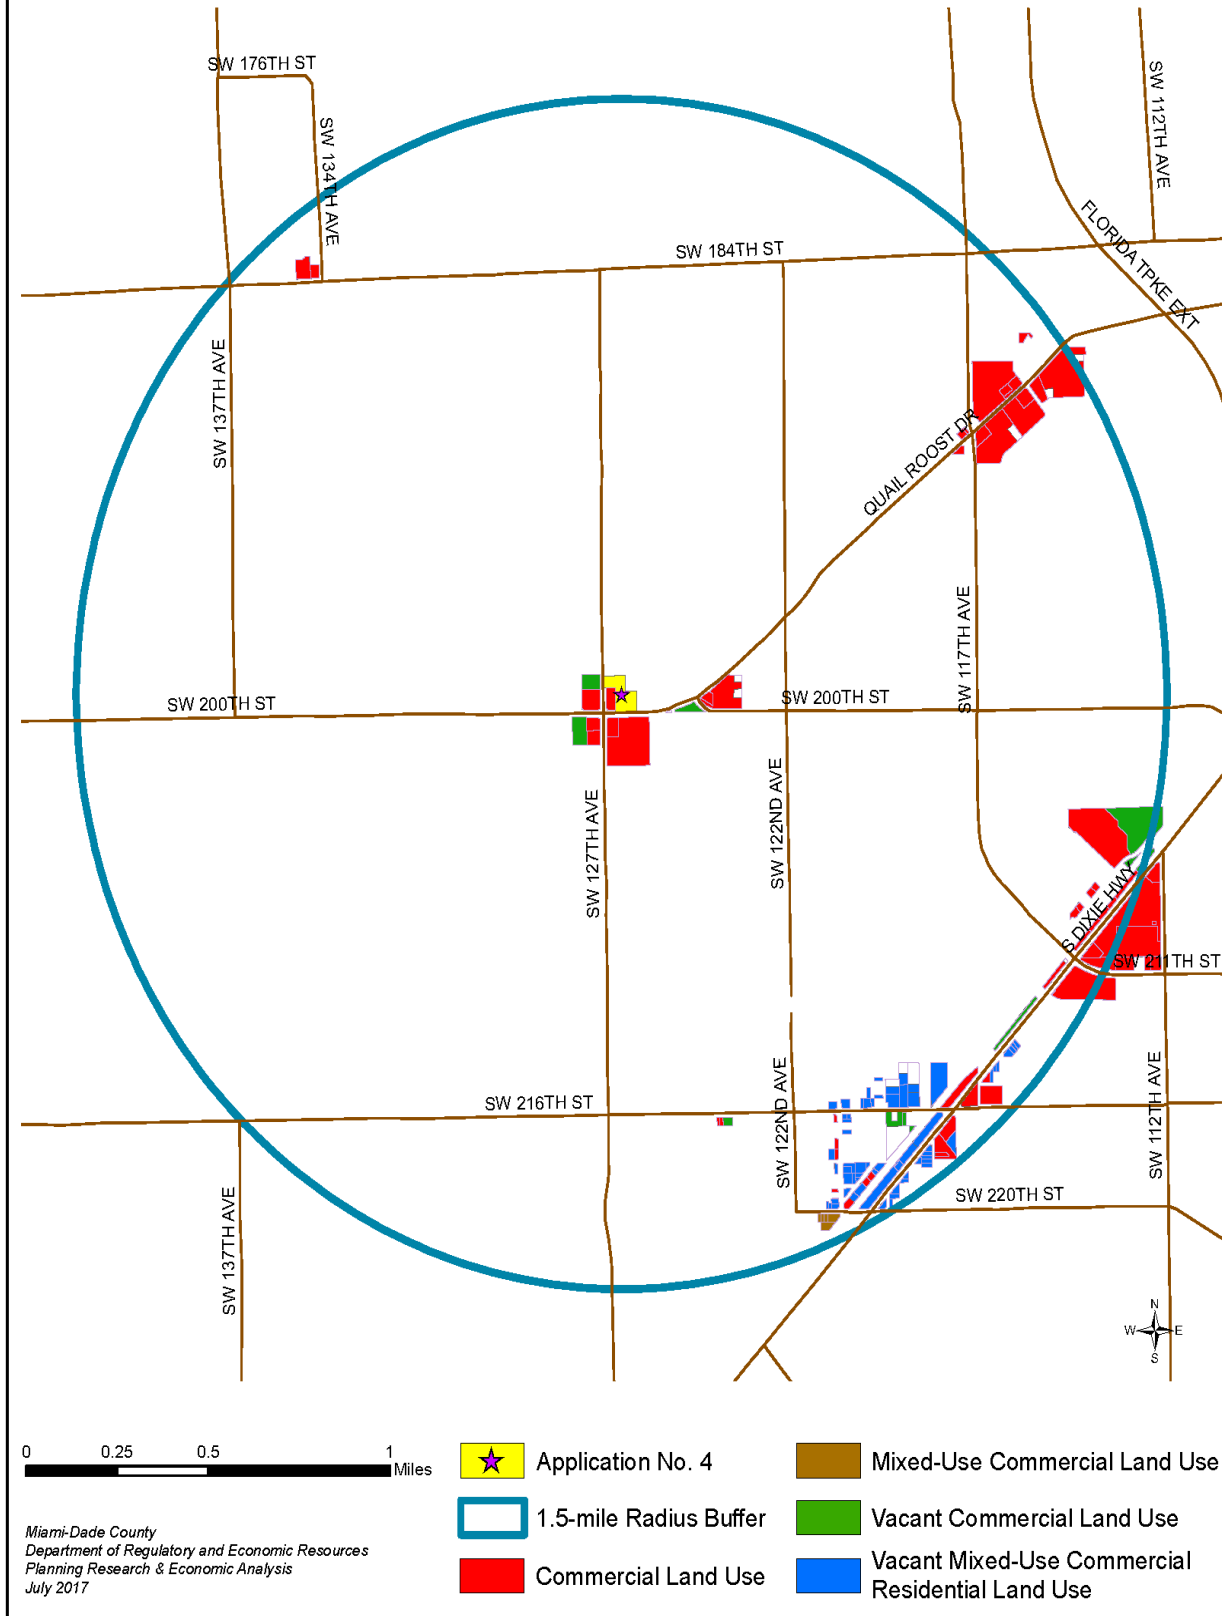 SW 176TH ST
SW 134TH AVE
SW 112TH AVE
FLORIDA TPKE EXT
SW 184TH ST
SW 137TH AVE
QUAIL ROOST DR
SW 117TH AVE
SW 200TH ST
SW 200TH ST
SW 127TH AVE
SW 122ND AVE
S DIXIE HWY
SW 211TH ST
SW 216TH ST
SW 122ND AVE
SW 112TH AVE
SW 137TH AVE
SW 220TH ST
N
W E
S
0 0.25 0.5 1
Miles
Application No. 4
1.5-mile Radius Buffer
Commercial Land Use
Mixed-Use Commercial Land Use
Vacant Commercial Land Use
Vacant Mixed-Use Commercial
Residential Land Use
Miami-Dade County
Department of Regulatory and Economic Resources
Planning Research & Economic Analysis
July 2017